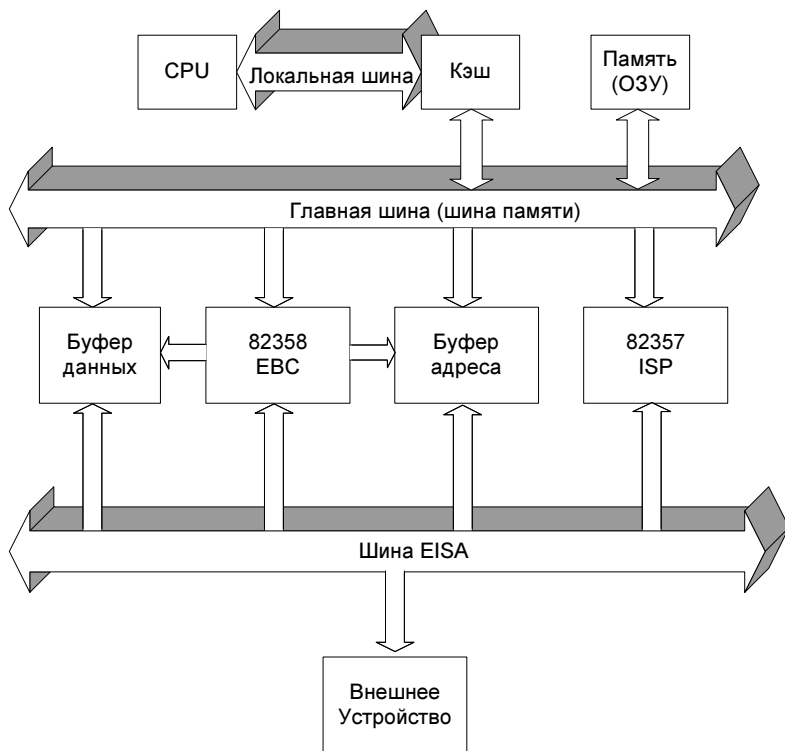 CPU
Локальная шина
Кэш
Память
(ОЗУ)
Главная шина (шина памяти)
Буфер
данных
82358
EBC
Буфер
адреса
82357
ISP
Шина EISA
Внешнее
Устройство